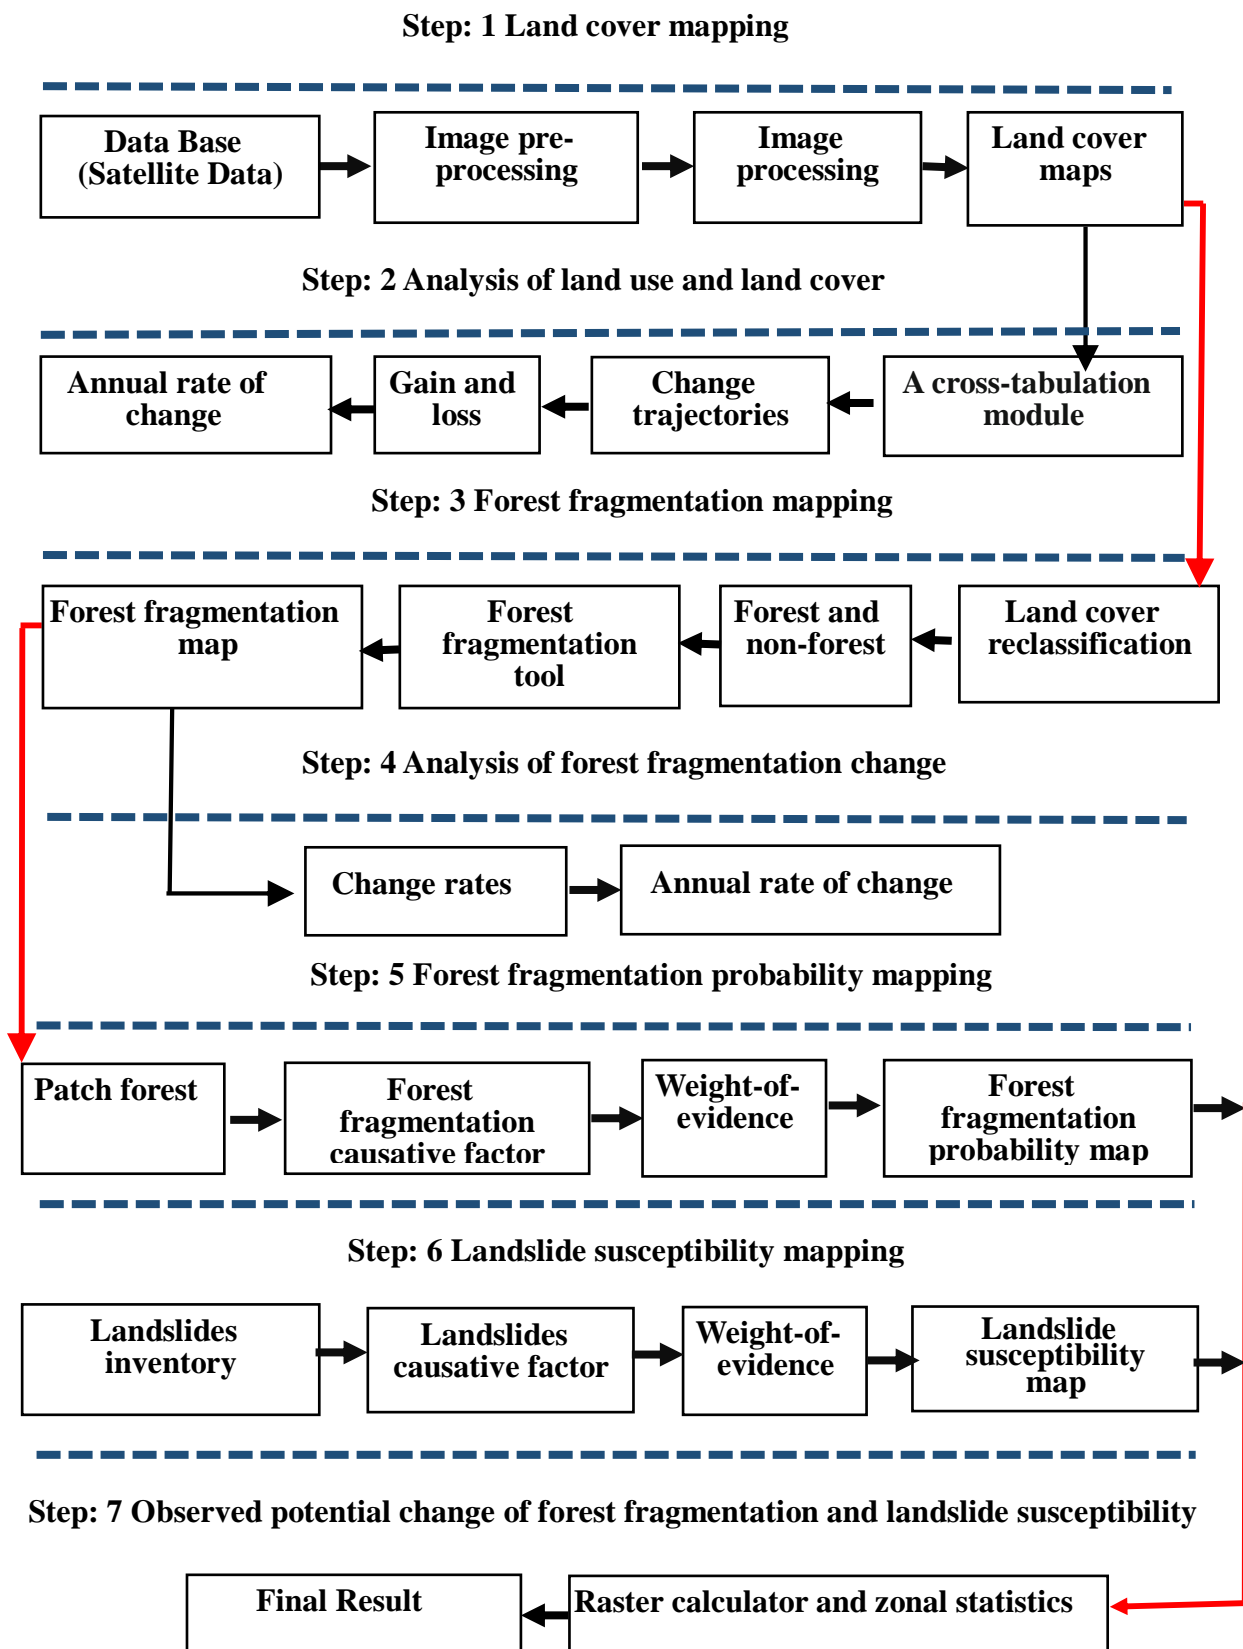 Step: 1 Land cover mapping
Data Base
(Satellite Data)
Image pre-
processing
Image
processing
Land cover
maps
Step: 2 Analysis of land use and land cover
Annual rate of
change
Gain and
loss
Change
trajectories
A cross-tabulation
module
Step: 3 Forest fragmentation mapping
Forest fragmentation
map
Forest
fragmentation
tool
Forest and
non-forest
Land cover
reclassification
Step: 4 Analysis of forest fragmentation change
Change rates
Annual rate of change
Step: 5 Forest fragmentation probability mapping
Patch forest
Forest
fragmentation
causative factor
Weight-of-
evidence
Forest
fragmentation
probability map
Step: 6 Landslide susceptibility mapping
Landslides
inventory
Landslides
causative factor
Weight-of-
evidence
Landslide
susceptibility
map
Step: 7 Observed potential change of forest fragmentation and landslide susceptibility
Final Result
Raster calculator and zonal statistics